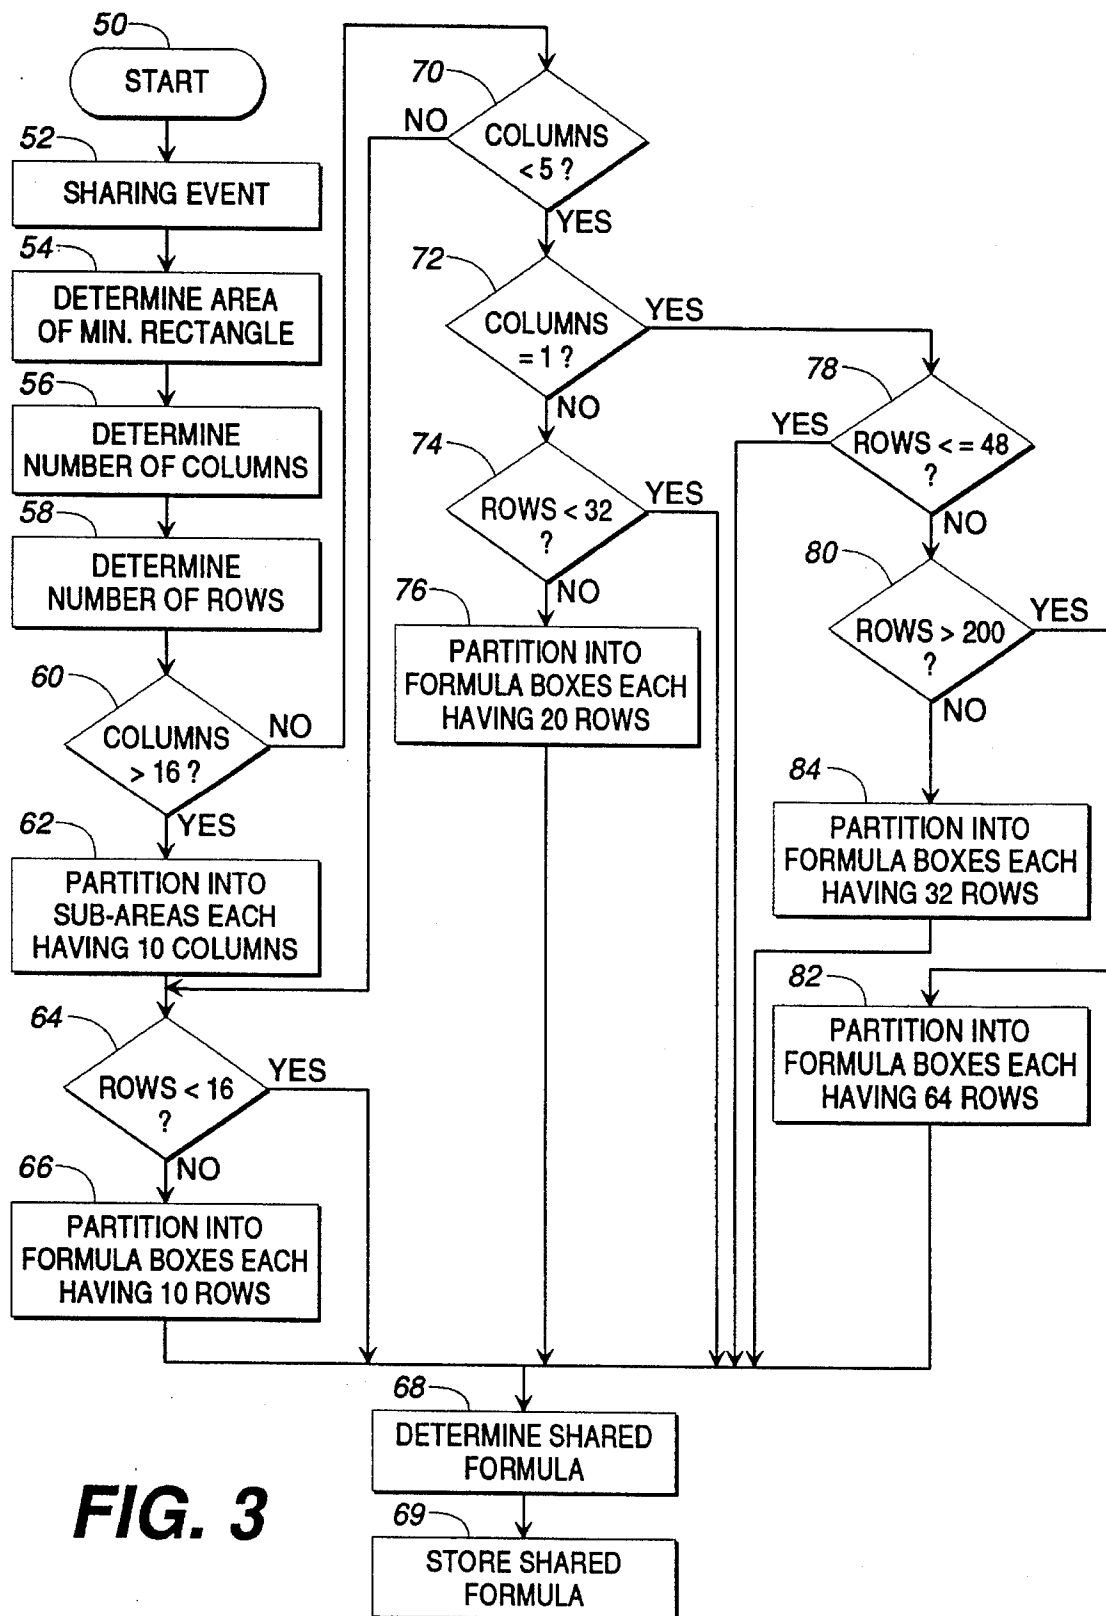 50
START
52
SHARING EVENT
54
DETERMINE AREA
OF MIN. RECTANGLE
56
DETERMINE
NUMBER OF COLUMNS
58
DETERMINE
NUMBER OF ROWS
60
COLUMNS
> 16 ?
NO
YES
62
PARTITION INTO
SUB-AREAS EACH
HAVING 10 COLUMNS
64
ROWS < 16
?
YES
NO
66
PARTITION INTO
FORMULA BOXES EACH
HAVING 10 ROWS
70
NO
COLUMNS
< 5 ?
YES
72
COLUMNS
= 1 ?
YES
NO
74
ROWS < 32
?
YES
NO
76
PARTITION INTO
FORMULA BOXES EACH
HAVING 20 ROWS
78
YES
ROWS < = 48
?
NO
80
ROWS > 200
?
YES
NO
84
PARTITION INTO
FORMULA BOXES EACH
HAVING 32 ROWS
82
PARTITION INTO
FORMULA BOXES EACH
HAVING 64 ROWS
68
DETERMINE SHARED
FORMULA
69
STORE SHARED
FORMULA
FIG. 3